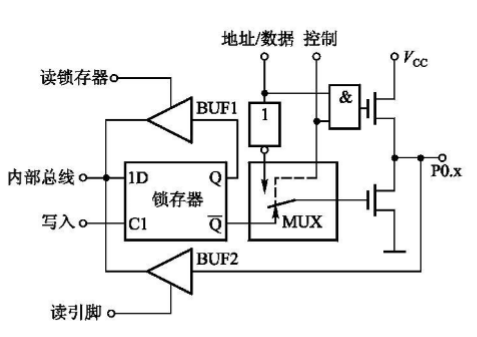 地址/数据 控制
读锁存器
V_CC
BUF1
&
1
内部总线
1D
Q
锁存器
P0.x
写入
C1
Q̅
MUX
BUF2
读引脚